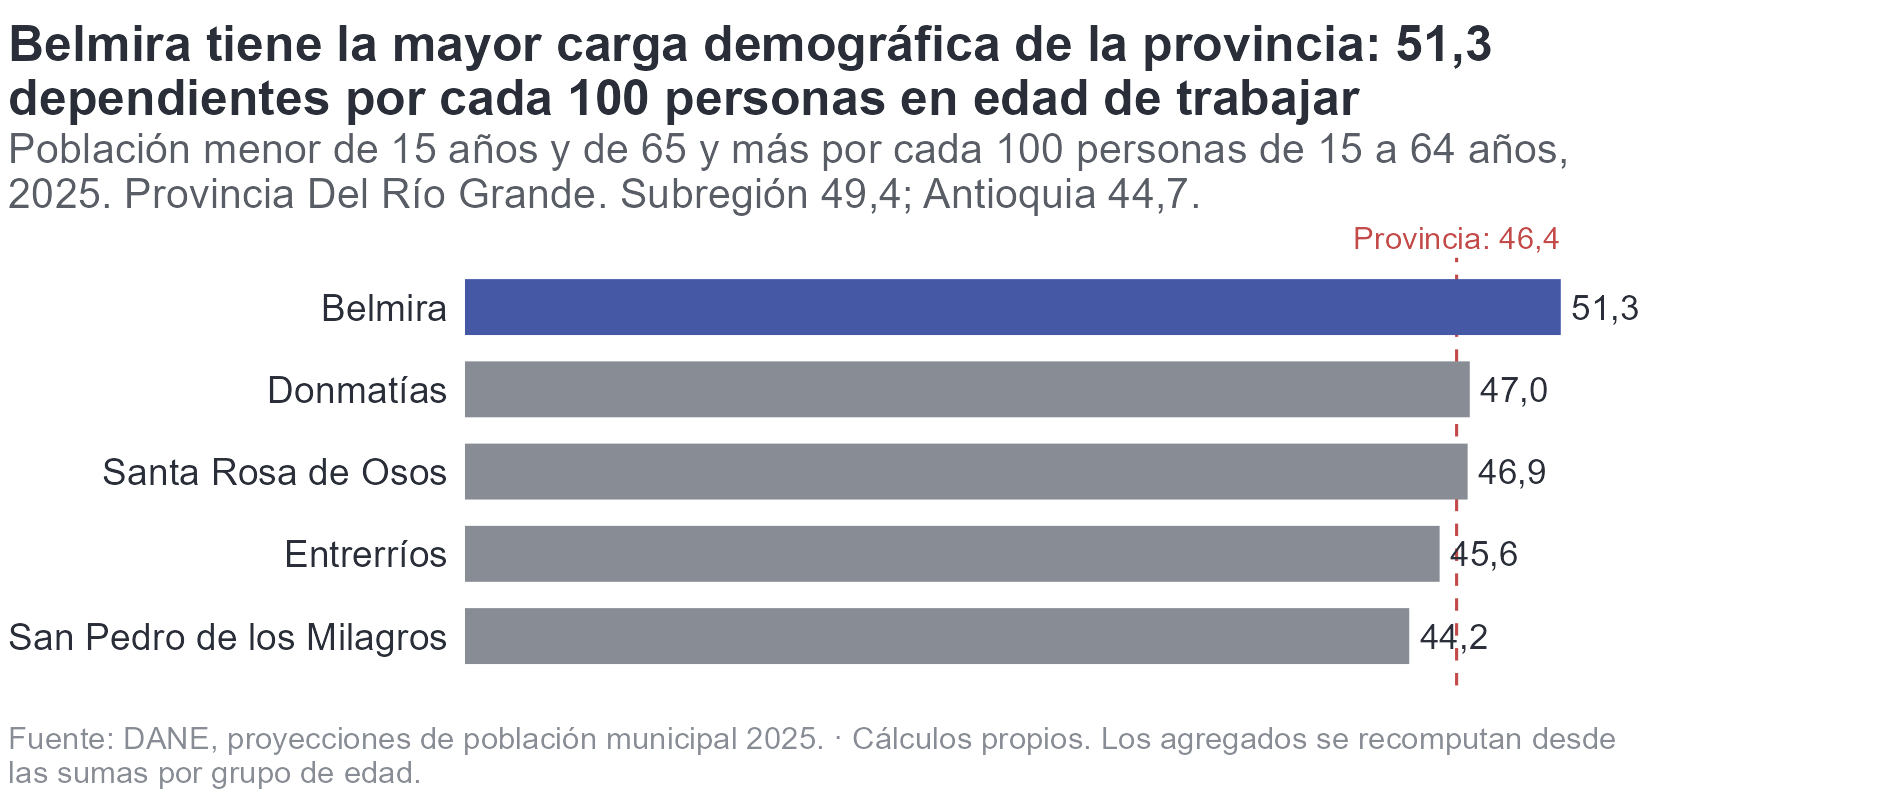 Belmira tiene la mayor carga demográfica de la provincia: 51,3
dependientes por cada 100 personas en edad de trabajar
Población menor de 15 años y de 65 y más por cada 100 personas de 15 a 64 años,
2025. Provincia Del Río Grande. Subregión 49,4; Antioquia 44,7.
Provincia: 46,4
Belmira 51,3
Donmatías 47,0
Santa Rosa de Osos 46,9
Entrerríos 45,6
San Pedro de los Milagros 44,2
Fuente: DANE, proyecciones de población municipal 2025. · Cálculos propios. Los agregados se recomputan desde
las sumas por grupo de edad.